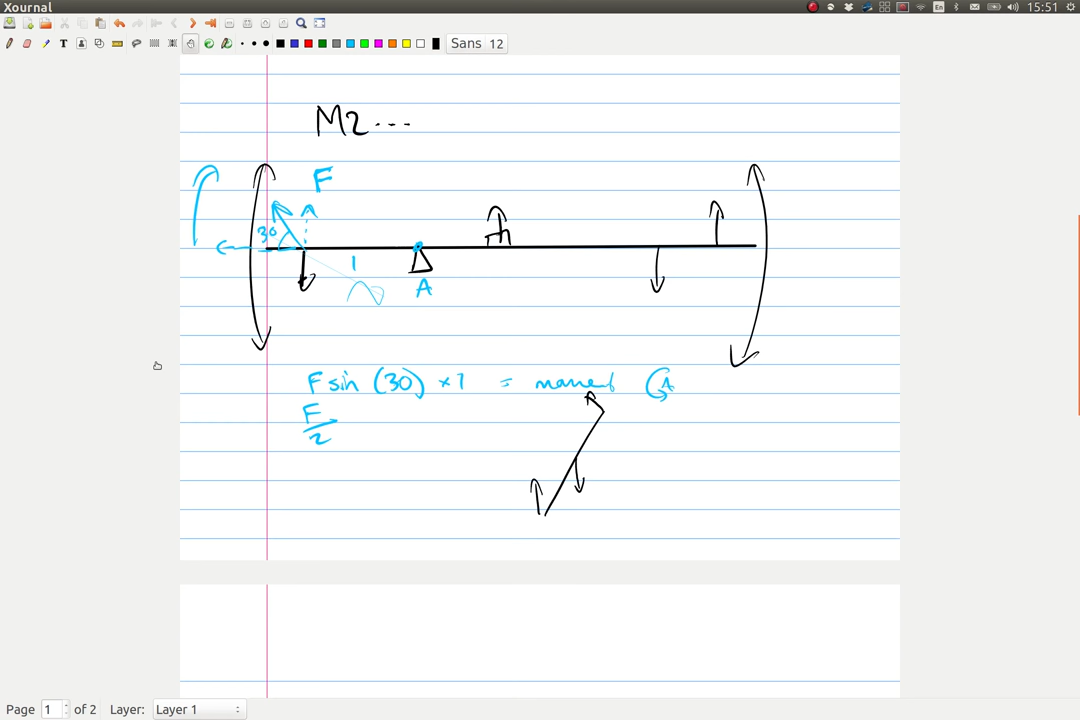 Xournal
En
15:51
Sans 12
M2...
F
30
1
A
F sin (30) × 1 = moment A
F
2
Page 1 of 2 Layer: Layer 1